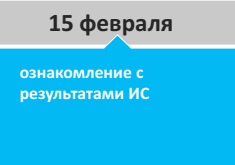 15 февраля
ознакомление с
результатами ИС